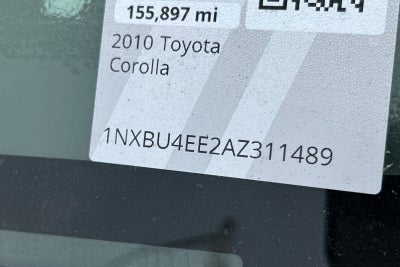 155,897 mi
2010 Toyota
Corolla
1NXBU4EE2AZ311489